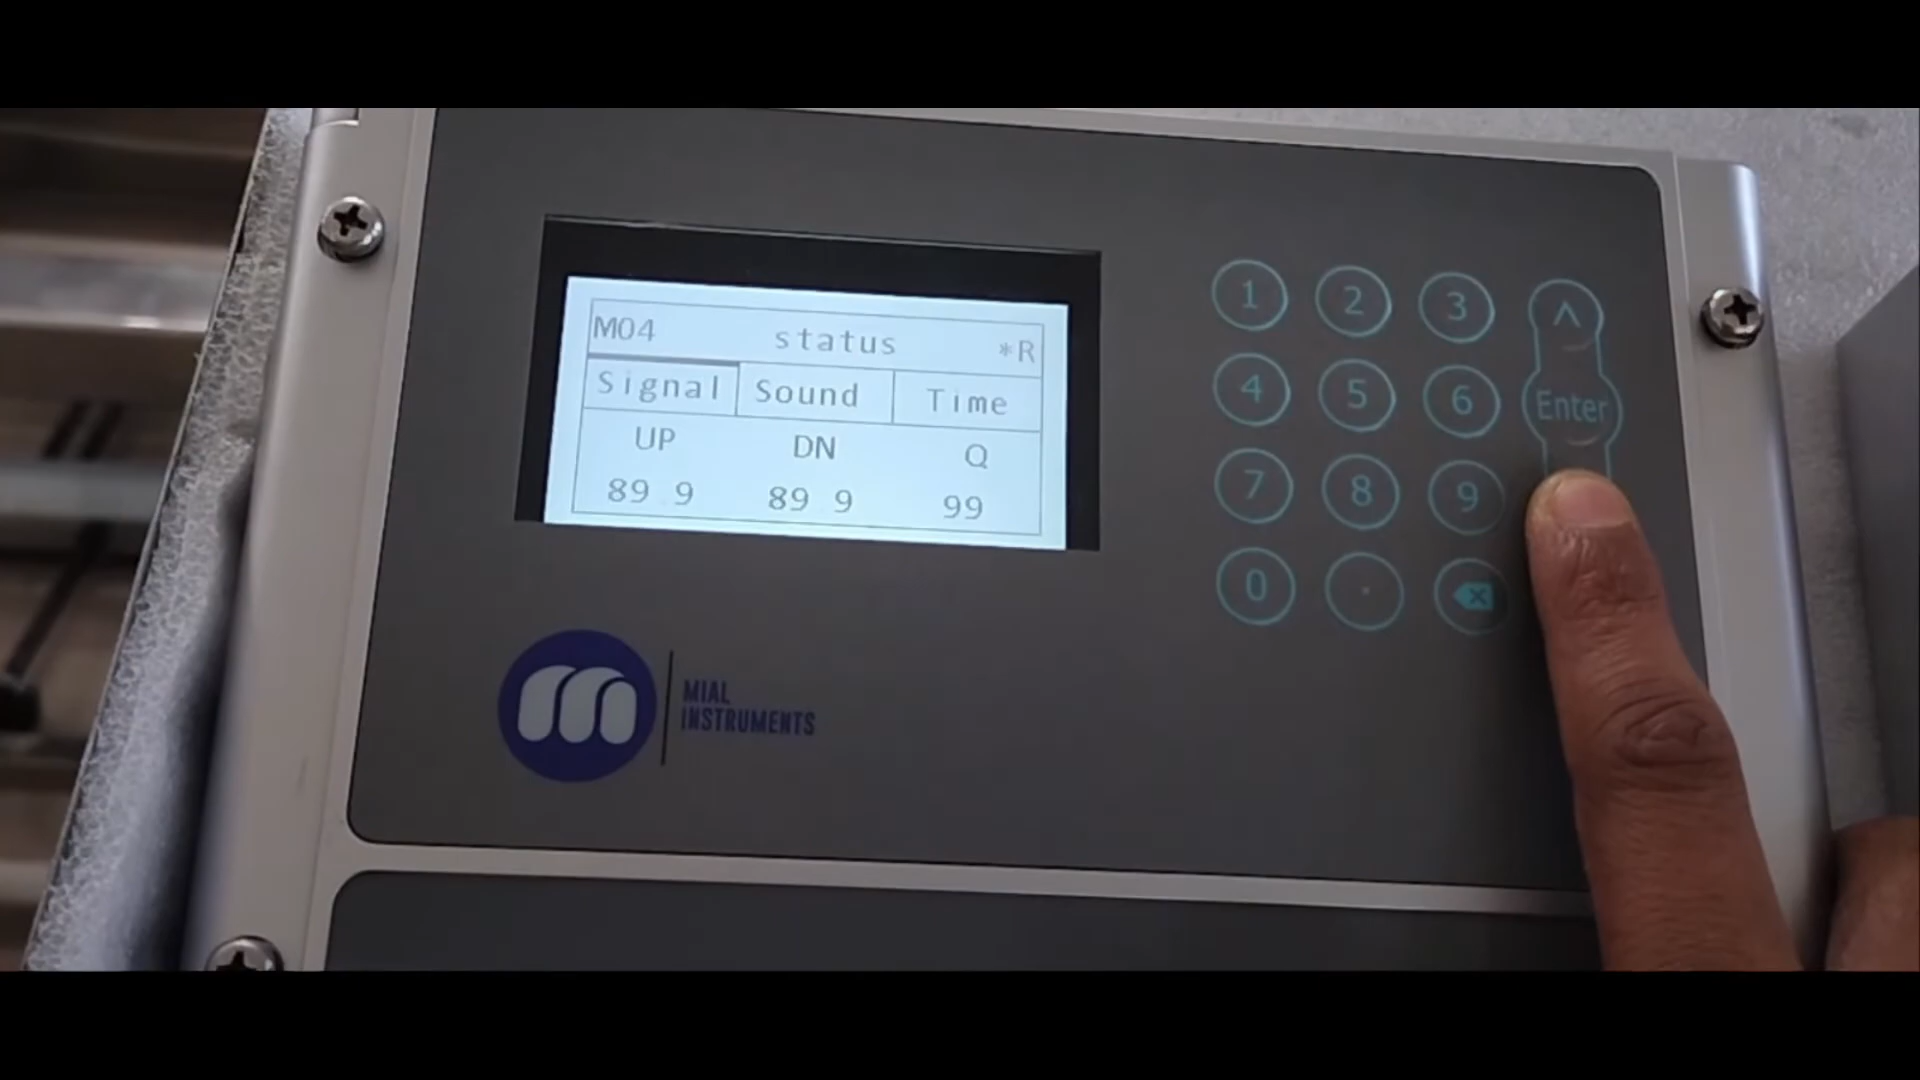 M04 status *R
Signal Sound Time
UP DN Q
89 9 89 9 99
1 2 3 ^
4 5 6 Enter
7 8 9
0 .
MIAL
INSTRUMENTS